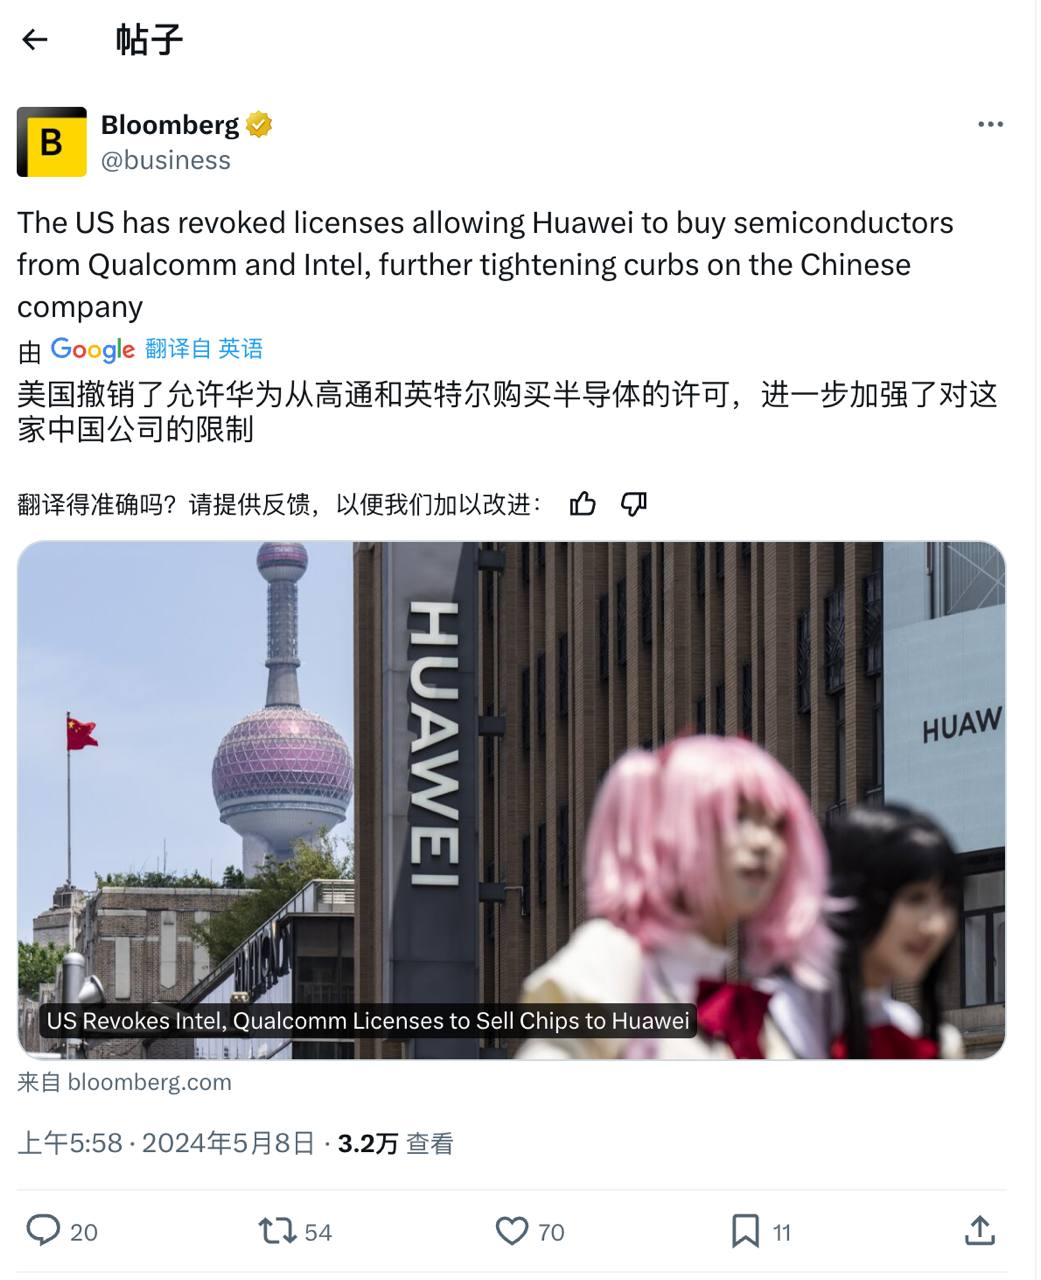 帖子
B
Bloomberg
@business
The US has revoked licenses allowing Huawei to buy semiconductors
from Qualcomm and Intel, further tightening curbs on the Chinese
company
由 Google 翻译自 英语
美国撤销了允许华为从高通和英特尔购买半导体的许可，进一步加强了对这
家中国公司的限制
翻译得准确吗？请提供反馈，以便我们加以改进：
HUAWEI
HUAW
US Revokes Intel, Qualcomm Licenses to Sell Chips to Huawei
来自 bloomberg.com
上午5:58 · 2024年5月8日 · 3.2万 查看
20 54 70 11